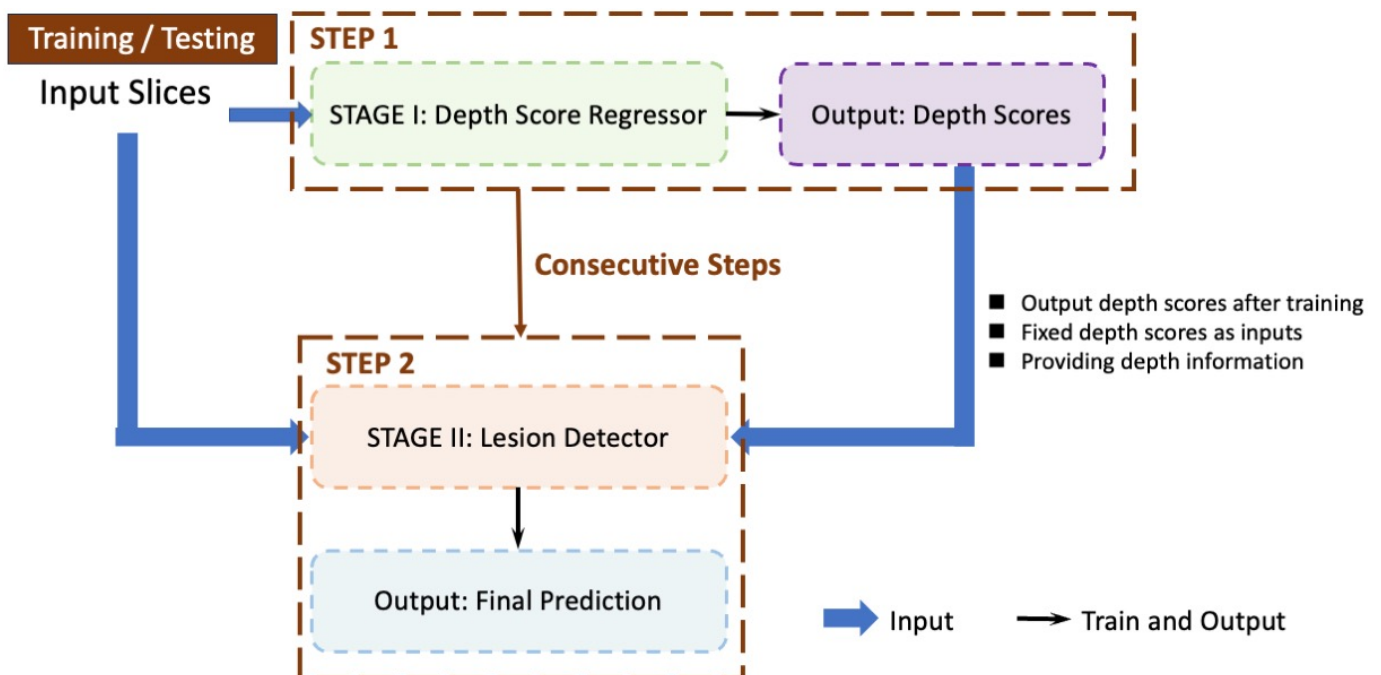 Training / Testing
Input Slices
STEP 1
STAGE I: Depth Score Regressor
Output: Depth Scores
Consecutive Steps
■ Output depth scores after training
■ Fixed depth scores as inputs
■ Providing depth information
STEP 2
STAGE II: Lesion Detector
Output: Final Prediction
Input
Train and Output